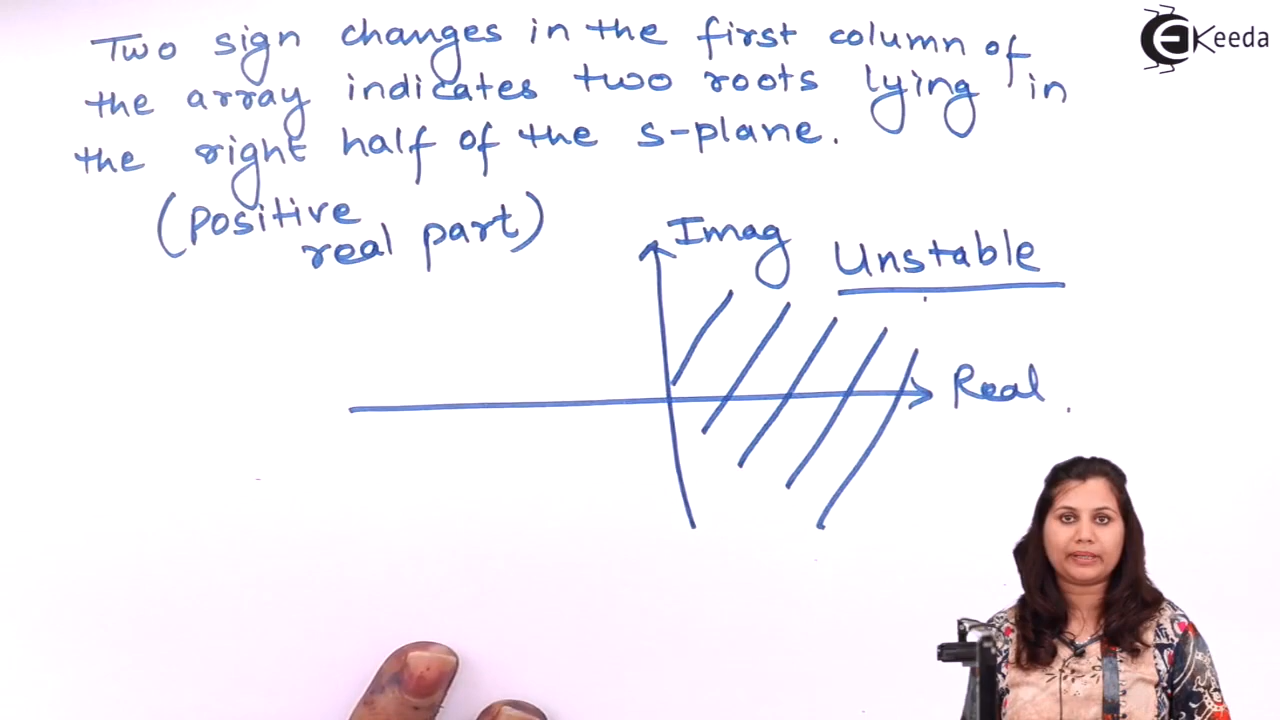 Two sign changes in the first column of
the array indicates two roots lying in
the right half of the s-plane.
(positive
real part)
Imag
Unstable
Real
EKeeda